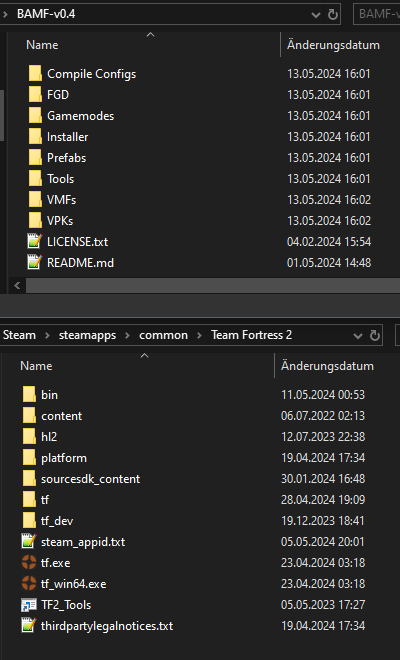 BAMF-v0.4 BAMF-v0
Name Änderungsdatum
Compile Configs 13.05.2024 16:01
FGD 13.05.2024 16:01
Gamemodes 13.05.2024 16:01
Installer 13.05.2024 16:01
Prefabs 13.05.2024 16:01
Tools 13.05.2024 16:01
VMFs 13.05.2024 16:02
VPKs 13.05.2024 16:02
LICENSE.txt 04.02.2024 15:54
README.md 01.05.2024 14:48
Steam steamapps common Team Fortress 2
Name Änderungsdatum
bin 11.05.2024 00:53
content 06.07.2022 02:13
hl2 12.07.2023 22:38
platform 19.04.2024 17:34
sourcesdk_content 30.01.2024 16:48
tf 28.04.2024 19:09
tf_dev 19.12.2023 18:41
steam_appid.txt 05.05.2024 20:01
tf.exe 23.04.2024 03:18
tf_win64.exe 23.04.2024 03:18
TF2_Tools 05.05.2023 17:27
thirdpartylegalnotices.txt 19.04.2024 17:34